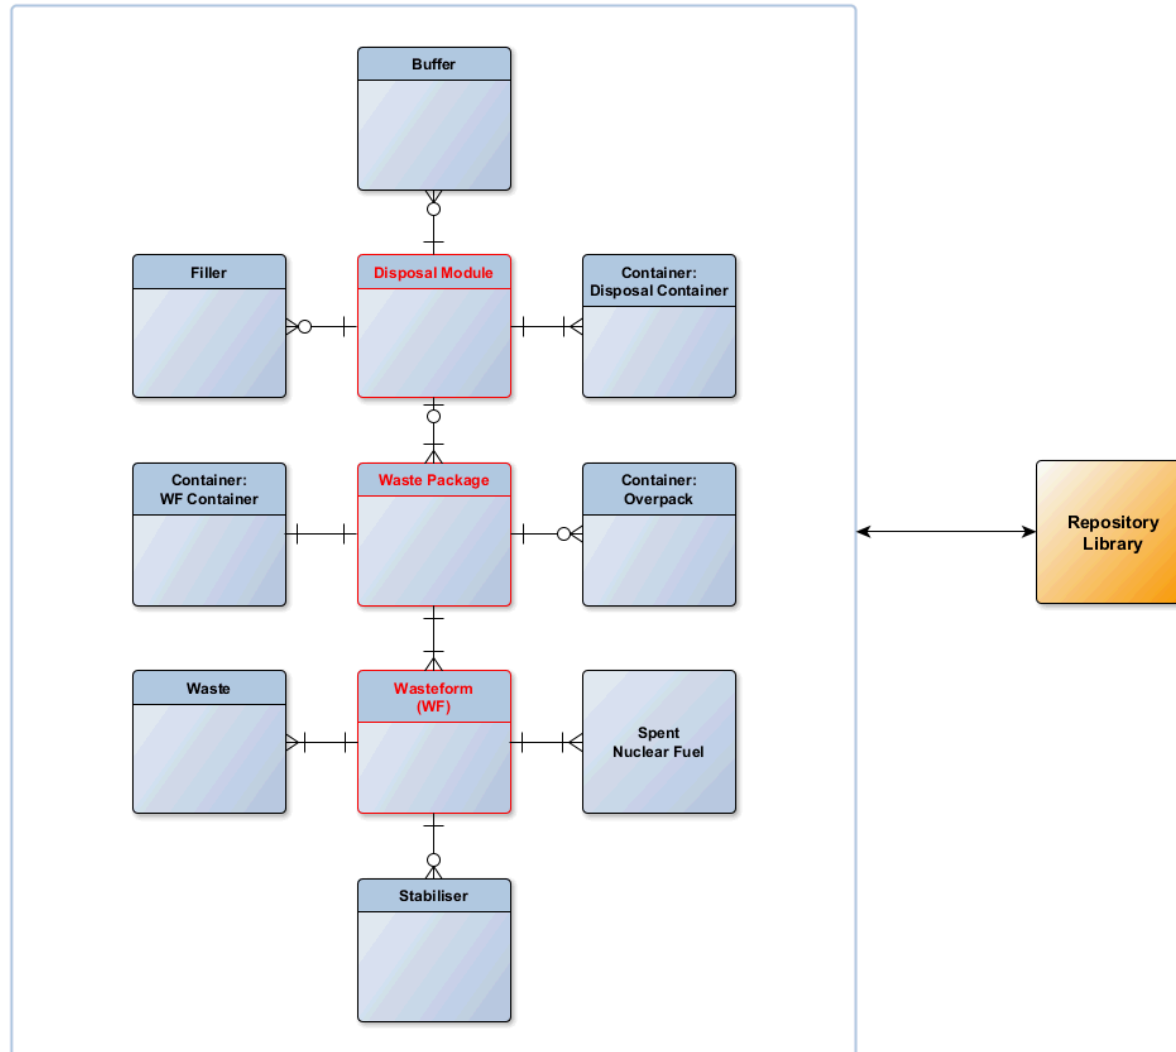 Buffer
Filler
Disposal Module
Container:
Disposal Container
Container:
WF Container
Waste Package
Container:
Overpack
Repository
Library
Waste
Wasteform
(WF)
Spent
Nuclear Fuel
Stabiliser